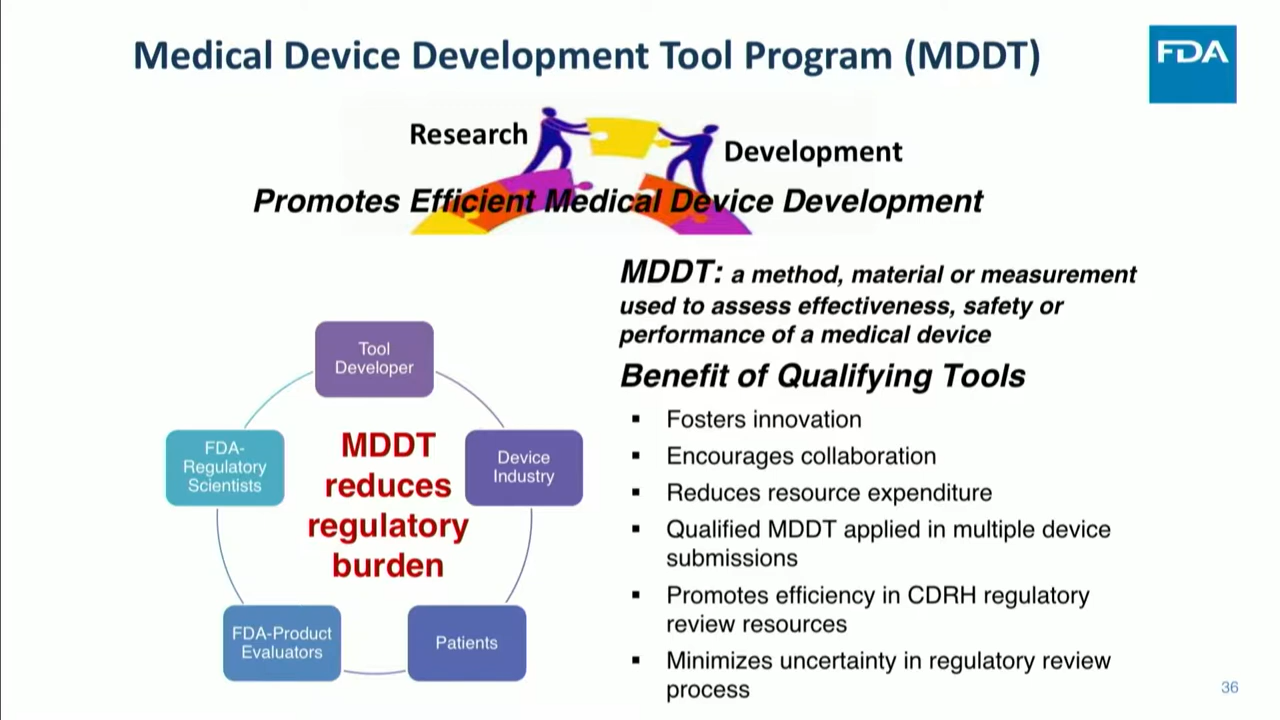 Medical Device Development Tool Program (MDDT)
FDA
Research
Development
Promotes Efficient Medical Device Development
MDDT: a method, material or measurement
used to assess effectiveness, safety or
performance of a medical device
Benefit of Qualifying Tools
▪ Fosters innovation
▪ Encourages collaboration
▪ Reduces resource expenditure
▪ Qualified MDDT applied in multiple device
submissions
▪ Promotes efficiency in CDRH regulatory
review resources
▪ Minimizes uncertainty in regulatory review
process
Tool
Developer
Device
Industry
Patients
FDA-Product
Evaluators
FDA-
Regulatory
Scientists
MDDT
reduces
regulatory
burden
36